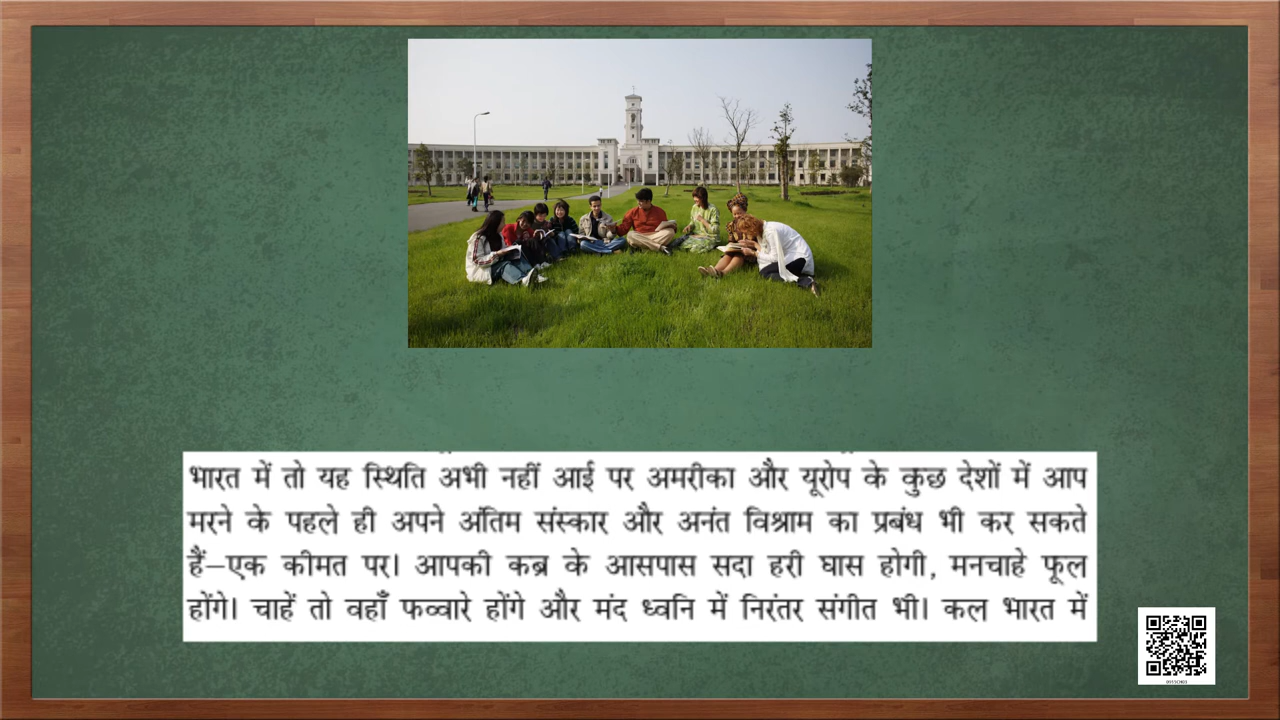 भारत में तो यह स्थिति अभी नहीं आई पर अमरीका और यूरोप के कुछ देशों में आप
मरने के पहले ही अपने अंतिम संस्कार और अनंत विश्राम का प्रबंध भी कर सकते
हैं—एक कीमत पर। आपकी कब्र के आसपास सदा हरी घास होगी, मनचाहे फूल
होंगे। चाहें तो वहाँ फव्वारे होंगे और मंद ध्वनि में निरंतर संगीत भी। कल भारत में